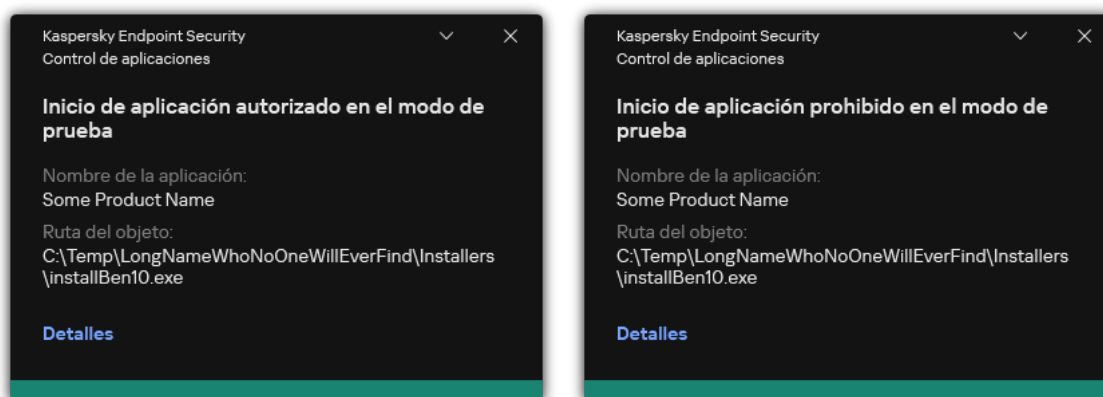 Kaspersky Endpoint Security
Control de aplicaciones
Inicio de aplicación autorizado en el modo de
prueba
Nombre de la aplicación:
Some Product Name
Ruta del objeto:
C:\Temp\LongNameWhoNoOneWillEverFind\Installers
\installBen10.exe
Detalles
Kaspersky Endpoint Security
Control de aplicaciones
Inicio de aplicación prohibido en el modo de
prueba
Nombre de la aplicación:
Some Product Name
Ruta del objeto:
C:\Temp\LongNameWhoNoOneWillEverFind\Installers
\installBen10.exe
Detalles